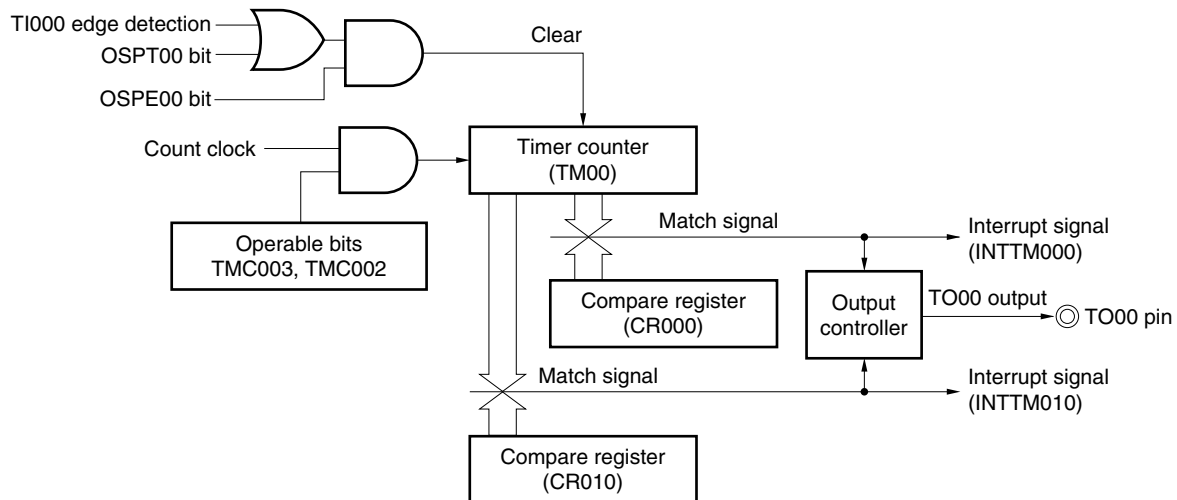 TI000 edge detection
OSPT00 bit
OSPE00 bit
Clear
Count clock
Timer counter
(TM00)
Operable bits
TMC003, TMC002
Match signal
Interrupt signal
(INTTM000)
Compare register
(CR000)
Output
controller
TO00 output
TO00 pin
Match signal
Interrupt signal
(INTTM010)
Compare register
(CR010)